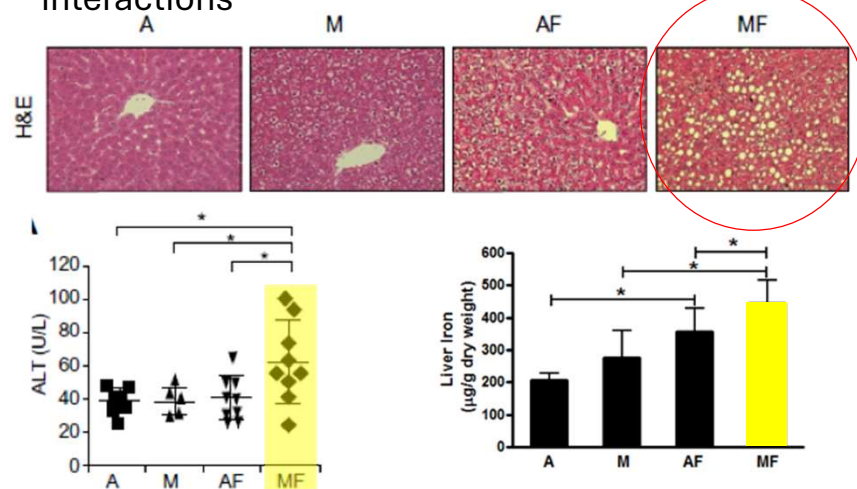 interactions
A M AF MF
H&E
* 
*
*
120
100
80
60
40
20
0
ALT (U/L)
A M AF MF
*
*
*
600
500
400
300
200
100
0
Liver Iron
(µg/g dry weight)
A M AF MF